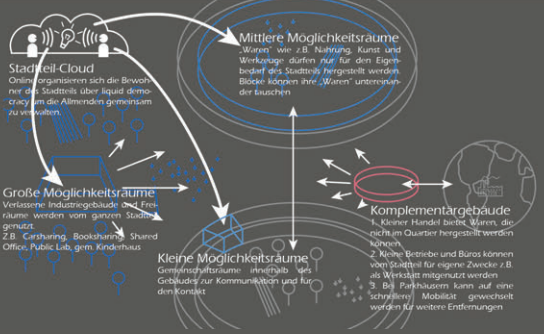 Stadtteil-Cloud
Online organisieren sich die Bewoh-
ner des Stadtteils über liquid demo-
cracy um die Allmenden gemeinsam
zu verwalten.
Mittlere Möglichkeitsräume
„Waren" wie z.B. Nahrung, Kunst und
Werkzeuge dürfen nur für den Eigen-
bedarf des Stadtteils hergestellt werden.
Blöcke können ihre „Waren" untereinan-
der tauschen
Große Möglichkeitsräume
Verlassene Industriegebäude und Frei-
räume werden vom ganzen Stadtteil
genutzt.
Z.B. Carsharing, Booksharing, Shared
Office, Public Lab, gem. Kinderhaus
Kleine Möglichkeitsräume
Gemeinschaftsräume innerhalb des
Gebäudes zur Kommunikation und für
den Kontakt
Komplementärgebäude
1. Kleiner Handel bietet Waren, die
nicht im Quartier hergestellt werden
können
2. Kleine Betriebe und Büros können
vom Stadtteil für eigene Zwecke z.B.
als Werkstatt mitgenutzt werden
3. Bei Parkhäusern kann auf eine
schnellere Mobilität gewechselt
werden für weitere Entfernungen